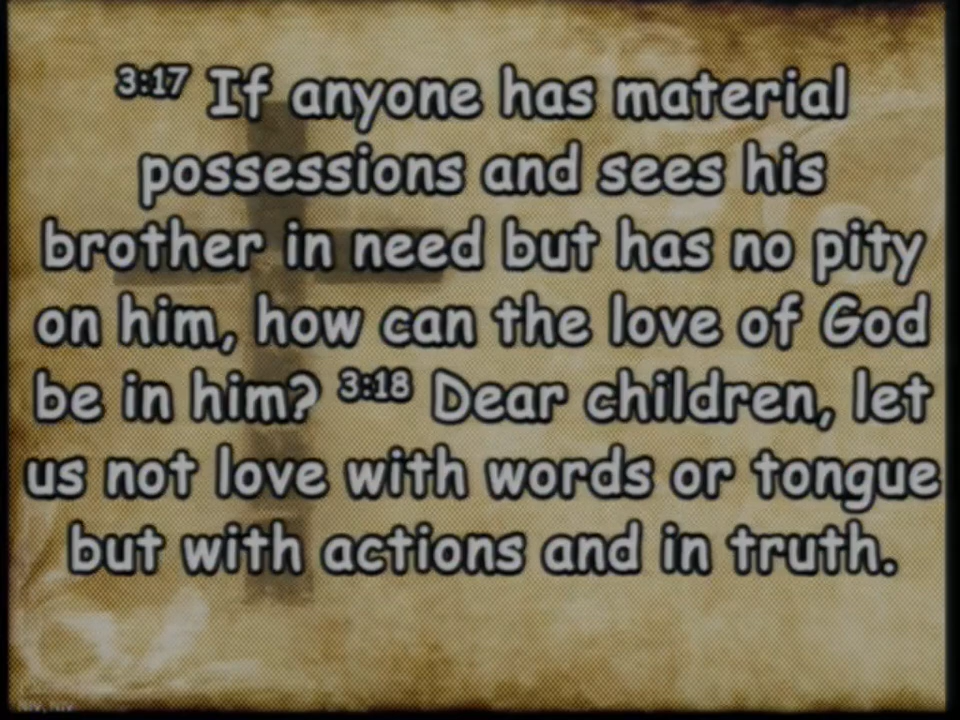 3:17 If anyone has material
possessions and sees his
brother in need but has no pity
on him, how can the love of God
be in him? 3:18 Dear children, let
us not love with words or tongue
but with actions and in truth.
NIV, NIV